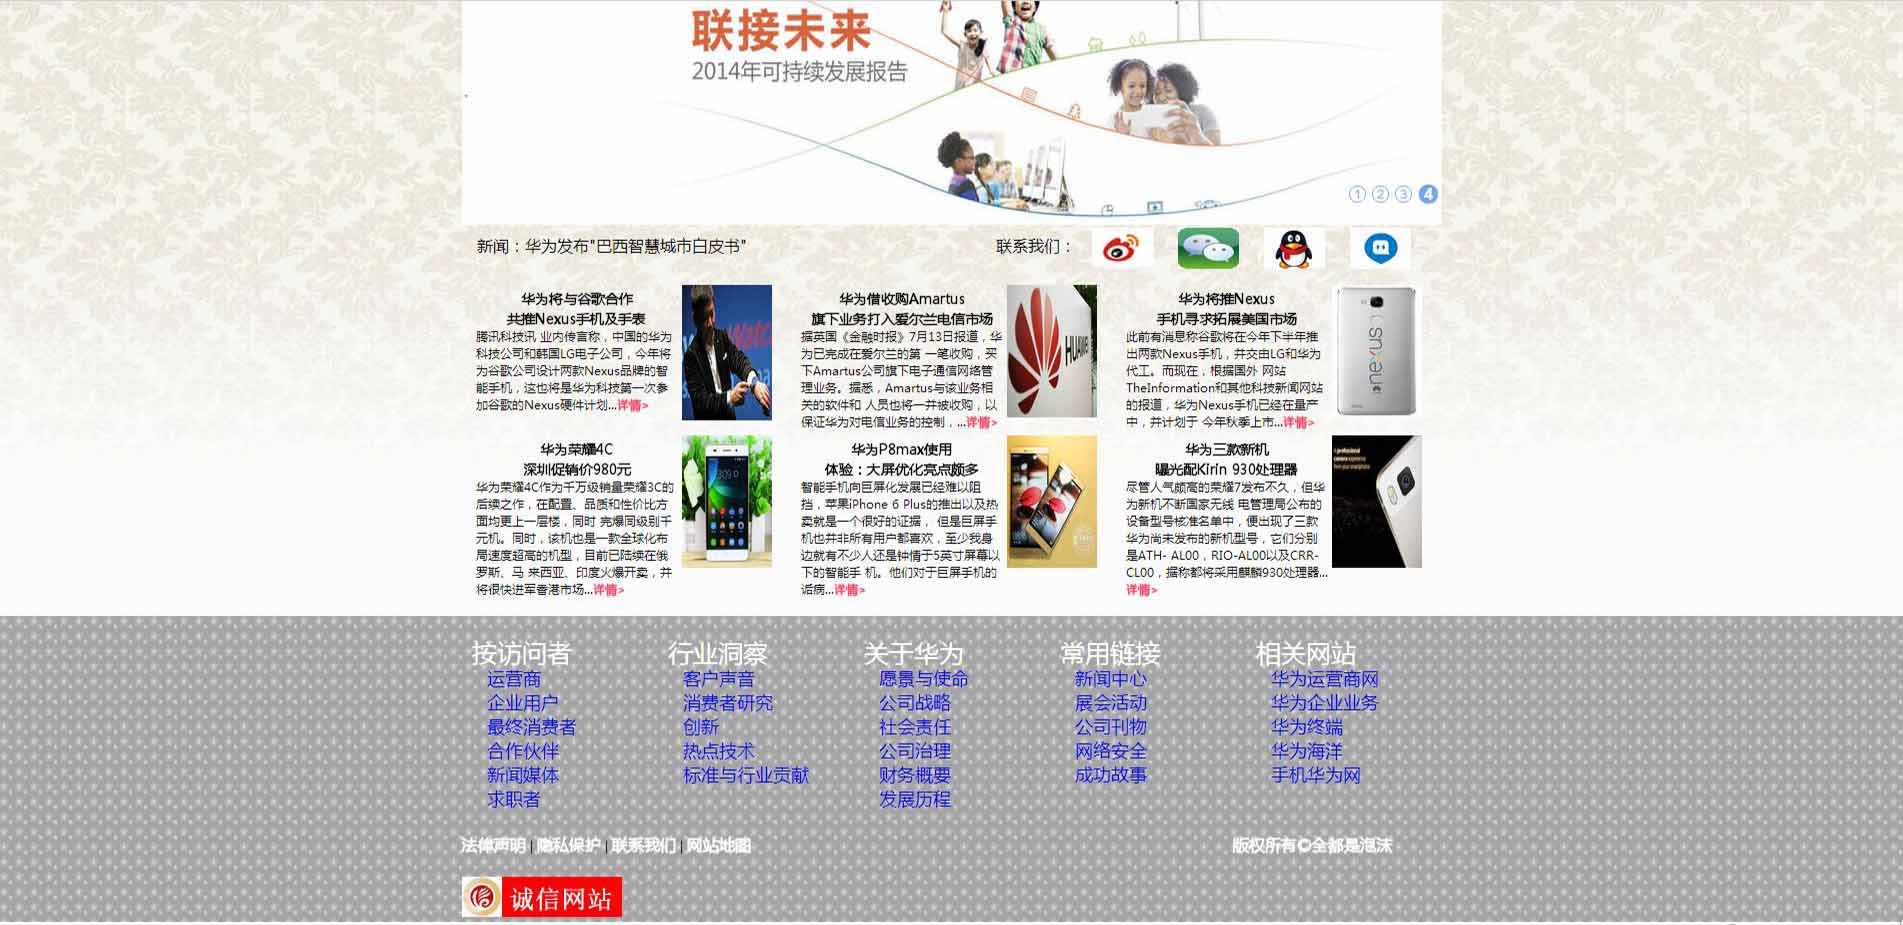 联接未来
2014年可持续发展报告
1 2 3 4
新闻：华为发布"巴西智慧城市白皮书"
联系我们：
华为将与谷歌合作
共推Nexus手机及手表
腾讯科技讯 业内传言称，中国的华为
科技公司和韩国LG电子公司，今年将
为谷歌公司设计两款Nexus品牌的智
能手机，这也将是华为科技第一次参
加谷歌的Nexus硬件计划...详情>
Watch
华为借收购Amartus
旗下业务打入爱尔兰电信市场
据英国《金融时报》7月13日报道，华
为已完成在爱尔兰的第 一笔收购，买
下Amartus公司旗下电子通信网络管
理业务。据悉，Amartus与该业务相
关的软件和 人员也将一并被收购，以
保证华为对电信业务的控制，...详情>
HUAWEI
华为将推Nexus
手机寻求拓展美国市场
此前有消息称谷歌将在今年下半年推
出两款Nexus手机，并交由LG和华为
代工。而现在，根据国外 网站
TheInformation和其他科技新闻网站
的报道，华为Nexus手机已经在量产
中，并计划于 今年秋季上市...详情>
nexus
华为荣耀4C
深圳促销价980元
华为荣耀4C作为千万级销量荣耀3C的
后续之作，在配置、品质和性价比方
面均更上一层楼，同时 完爆同级别千
元机。同时，该机也是一款全球化布
局速度超高的机型，目前已陆续在俄
罗斯、马 来西亚、印度火爆开卖，并
将很快进军香港市场...详情>
华为P8max使用
体验：大屏优化亮点颇多
智能手机向巨屏化发展已经难以阻
挡，苹果iPhone 6 Plus的推出以及热
卖就是一个很好的证据， 但是巨屏手
机也并非所有用户都喜欢，至少我身
边就有不少人还是钟情于5英寸屏幕以
下的智能手 机。他们对于巨屏手机的
诟病...详情>
华为三款新机
曝光配Kirin 930处理器
尽管人气颇高的荣耀7发布不久，但华
为新机不断国家无线 电管理局公布的
设备型号核准名单中，便出现了三款
华为尚未发布的新机型号，它们分别
是ATH- AL00，RIO-AL00以及CRR-
CL00，据称都将采用麒麟930处理器...
详情>
按访问者
运营商
企业用户
最终消费者
合作伙伴
新闻媒体
求职者
行业洞察
客户声音
消费者研究
创新
热点技术
标准与行业贡献
关于华为
愿景与使命
公司战略
社会责任
公司治理
财务概要
发展历程
常用链接
新闻中心
展会活动
公司刊物
网络安全
成功故事
相关网站
华为运营商网
华为企业业务
华为终端
华为海洋
手机华为网
法律声明 | 隐私保护 | 联系我们 | 网站地图
版权所有©全都是泡沫
诚信网站